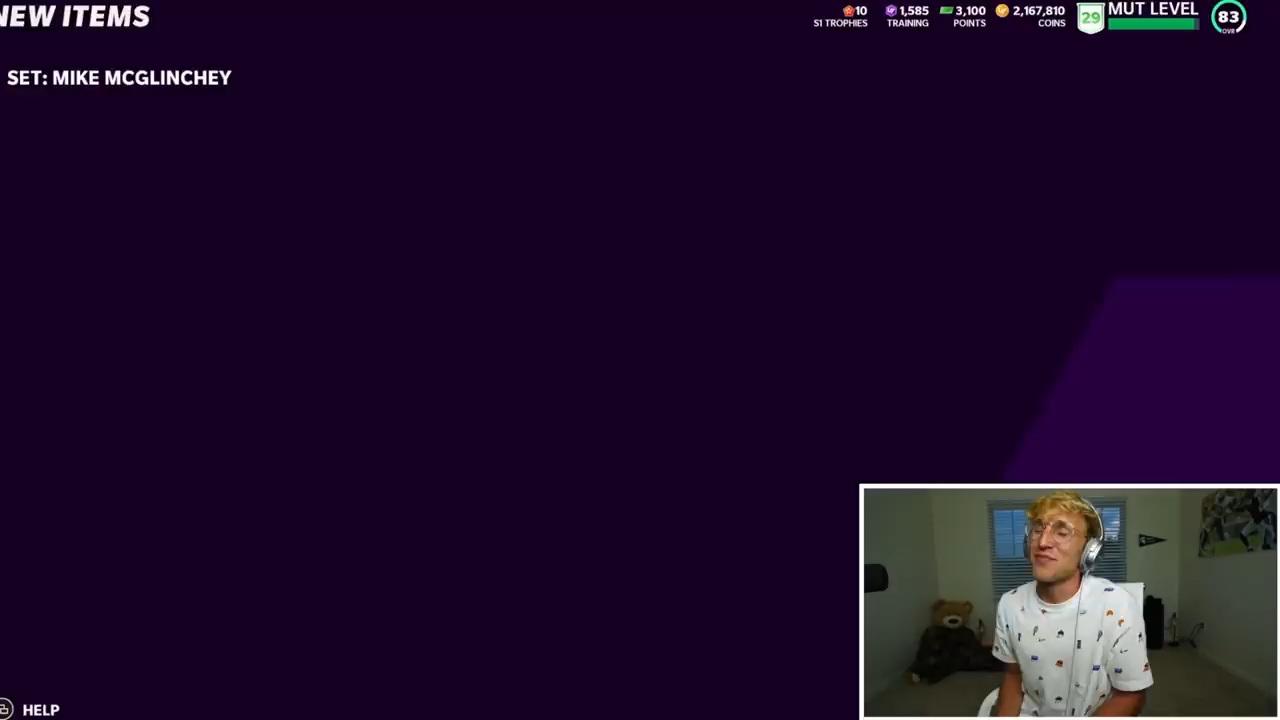 NEW ITEMS
10
S1 TROPHIES
1,585
TRAINING
3,100
POINTS
2,167,810
COINS
29
MUT LEVEL
83
OVR
SET: MIKE MCGLINCHEY
HELP